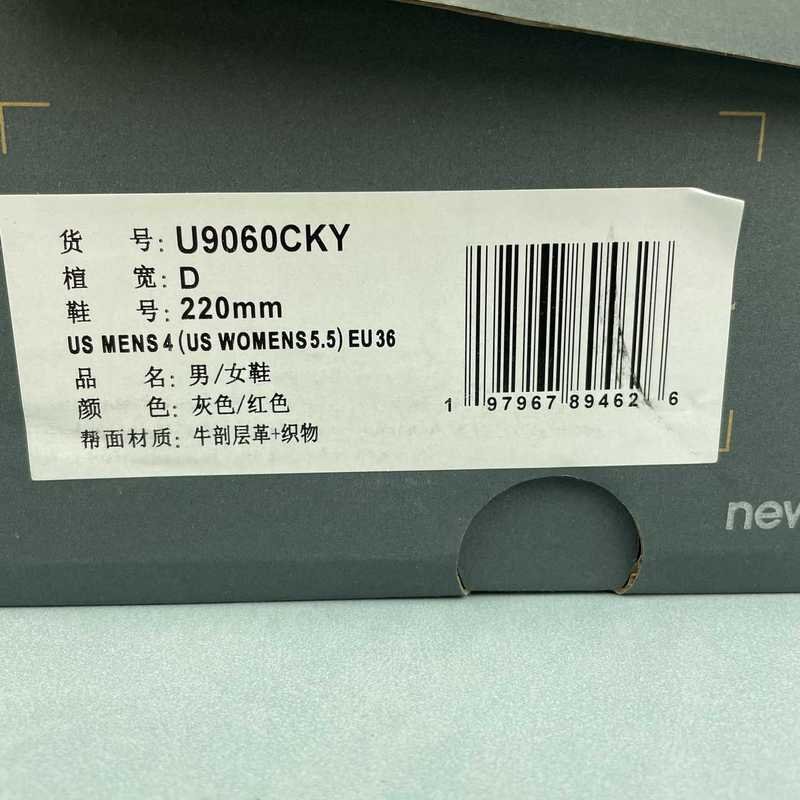 货 号: U9060CKY
楦 宽: D
鞋 号: 220mm
US MENS 4 (US WOMENS 5.5) EU 36
品 名: 男/女鞋
颜 色: 灰色/红色
帮面材质: 牛剖层革+织物
1 97967 89462 6
new